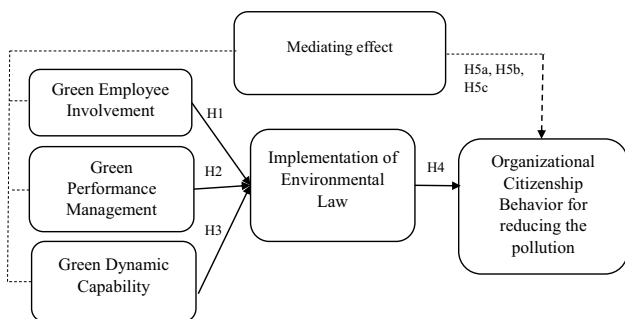 Mediating effect
H5a, H5b,
H5c
Green Employee
Involvement
H1
Green
Performance
Management
H2
Green Dynamic
Capability
H3
Implementation of
Environmental
Law
H4
Organizational
Citizenship
Behavior for
reducing the
pollution